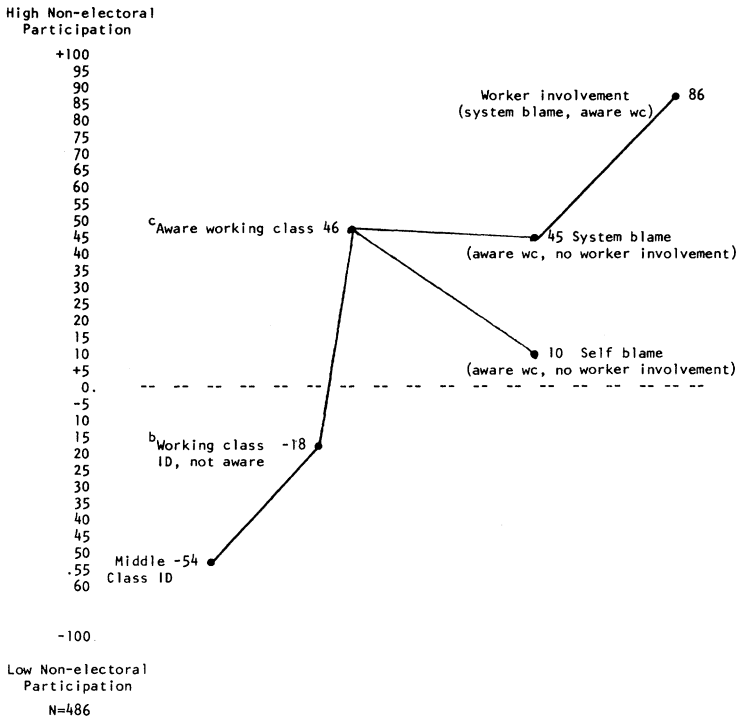 High Non-electoral
Participation
+100
95
90
85
80
75
70
65
60
55
50
45
40
35
30
25
20
15
10
+5
0.
-5
10
15
20
25
30
35
40
45
50
.55
60
-100
Low Non-electoral
Participation
N=486
Worker involvement
(system blame, aware wc)
86
cAware working class 46
45 System blame
(aware wc, no worker involvement)
10 Self blame
(aware wc, no worker involvement)
bWorking class -18
ID, not aware
Middle -54
Class ID